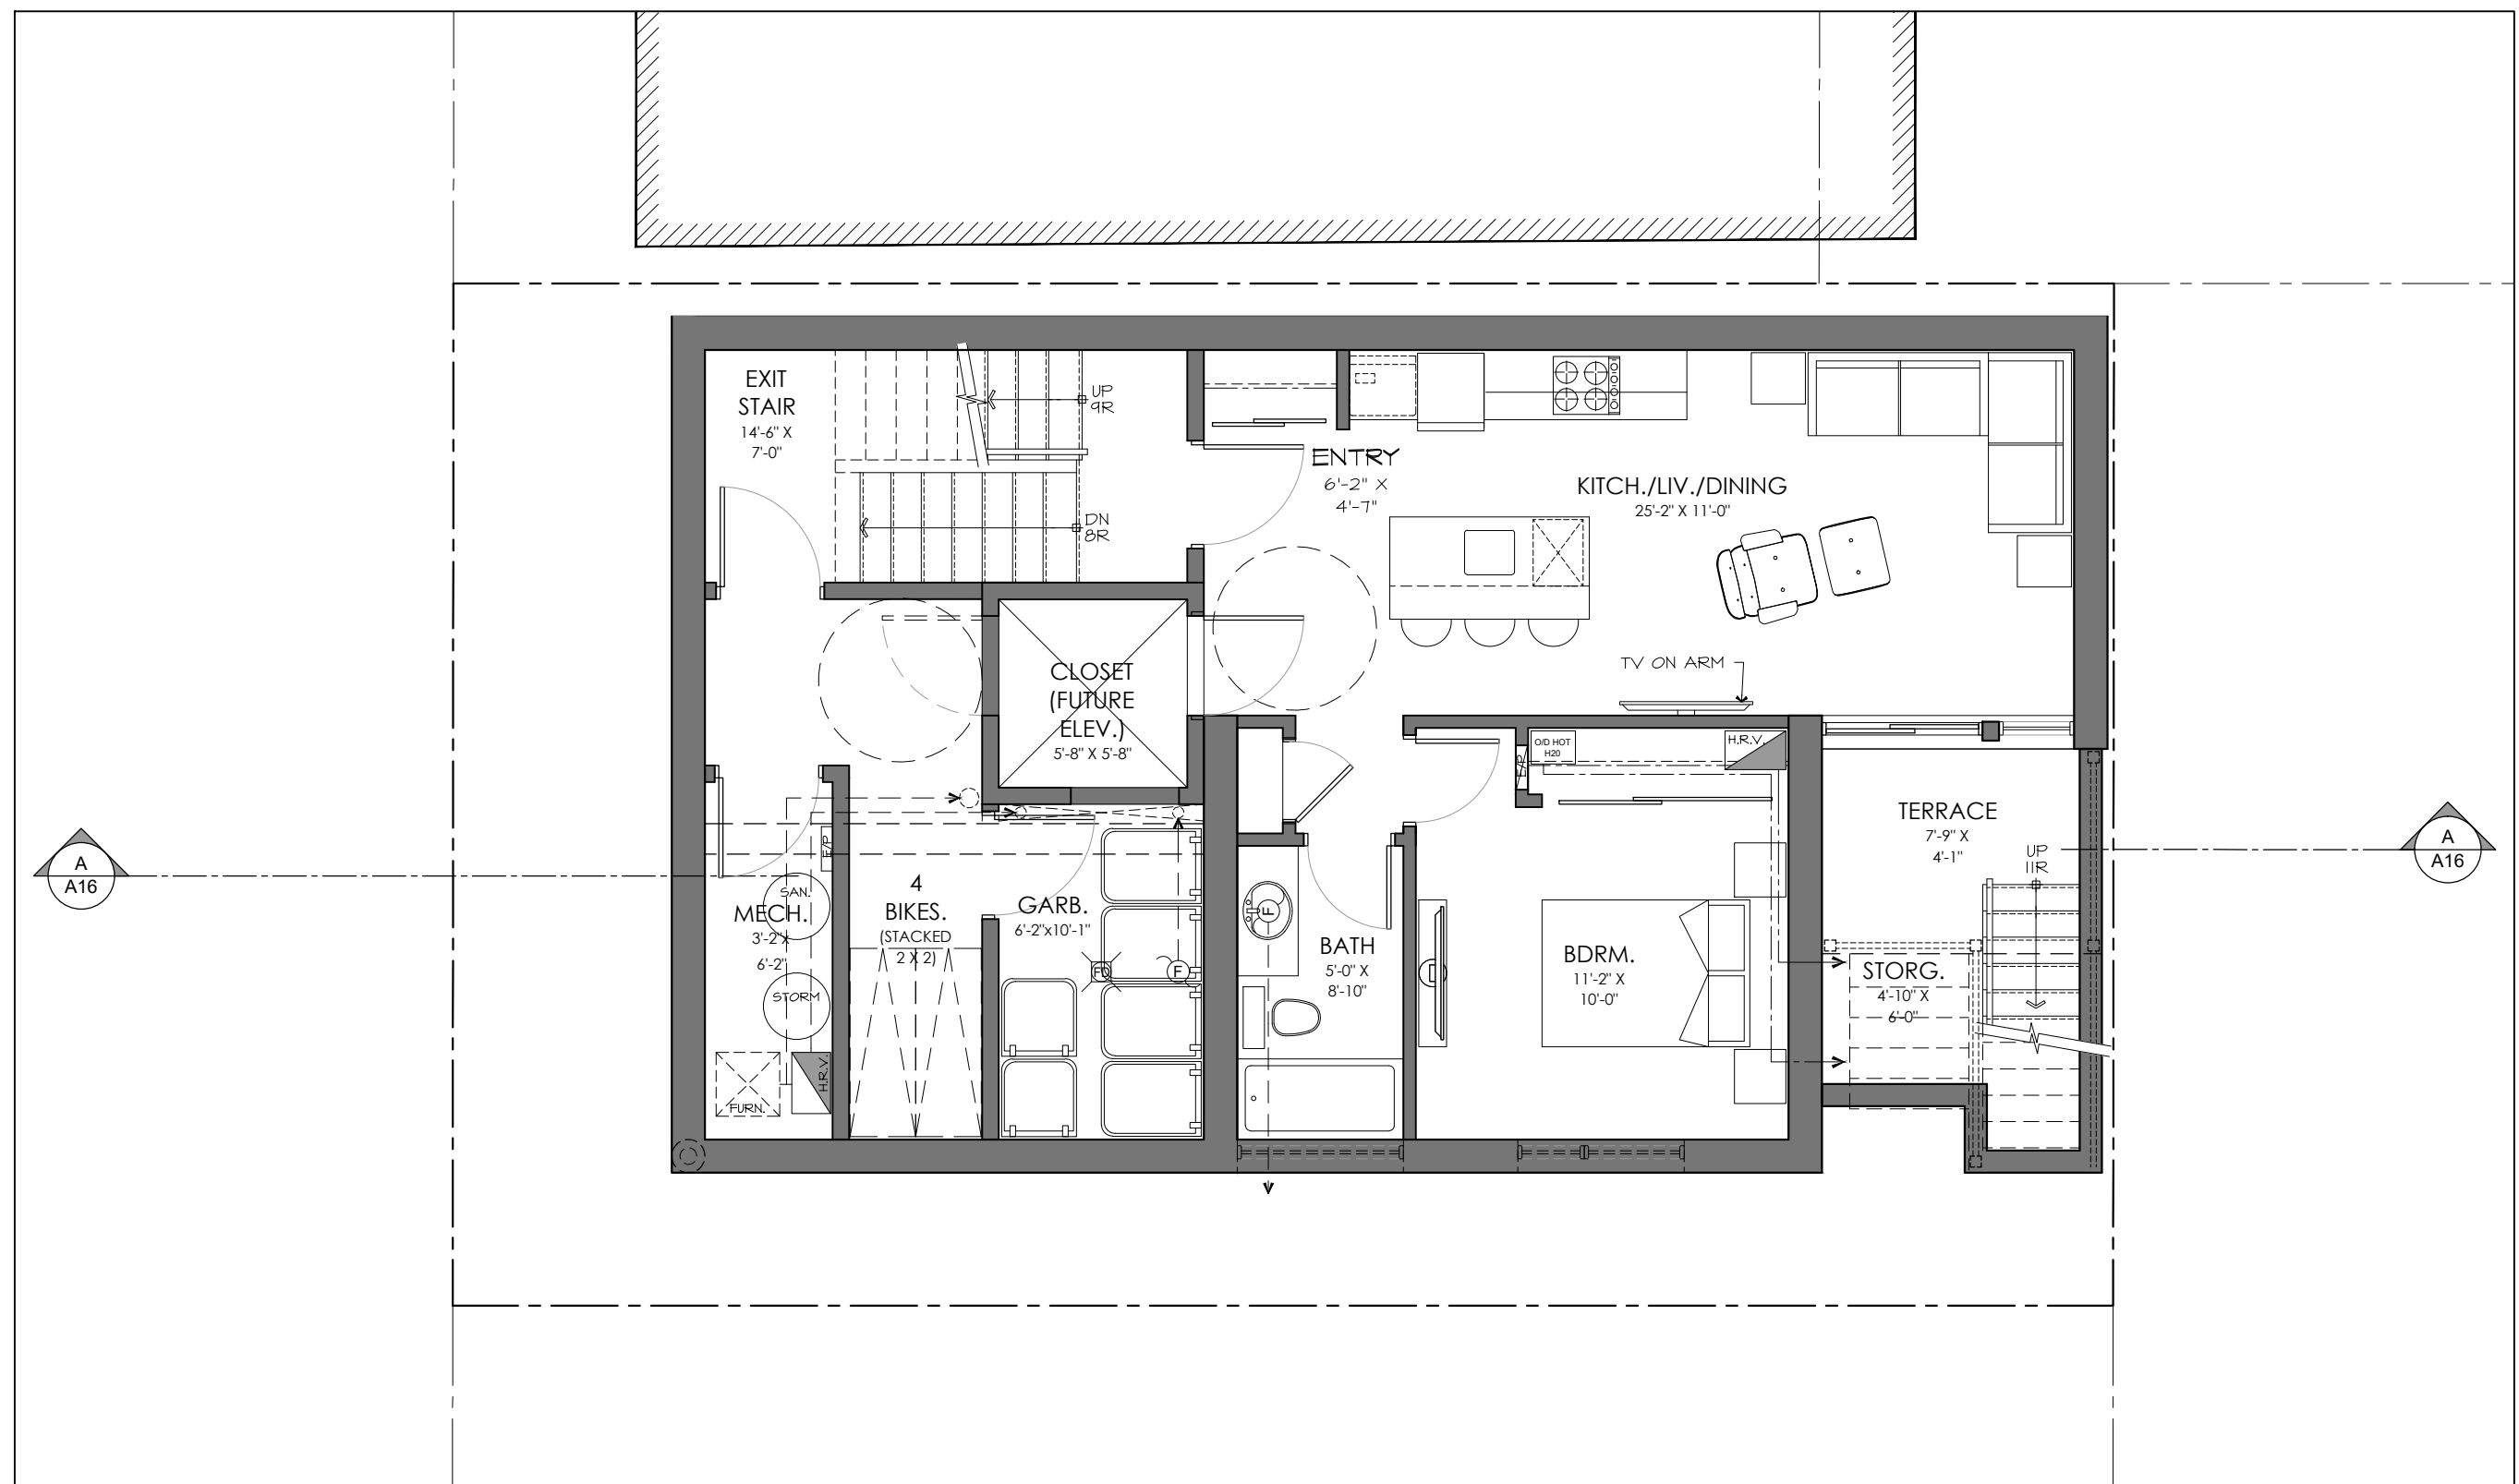 EXIT
STAIR
14'-6" X
7'-0"
UP
9R
DN
8R
ENTRY
6'-2" X
4'-7"
KITCH./LIV./DINING
25'-2" X 11'-0"
TV ON ARM
CLOSET
(FUTURE
ELEV.)
5'-8" X 5'-8"
O/D HOT
H20
H.R.V.
E/P
TERRACE
7'-9" X
4'-1"
UP
11R
A
A16
A
A16
E/P
SAN.
MECH.
3'-2"x
6'-2"
STORM
FURN.
H.R.V.
4
BIKES.
(STACKED
2 X 2)
GARB.
6'-2"x10'-1"
FD
F
F
BATH
5'-0" X
8'-10"
BDRM.
11'-2" X
10'-0"
STORG.
4'-10" X
6'-0"